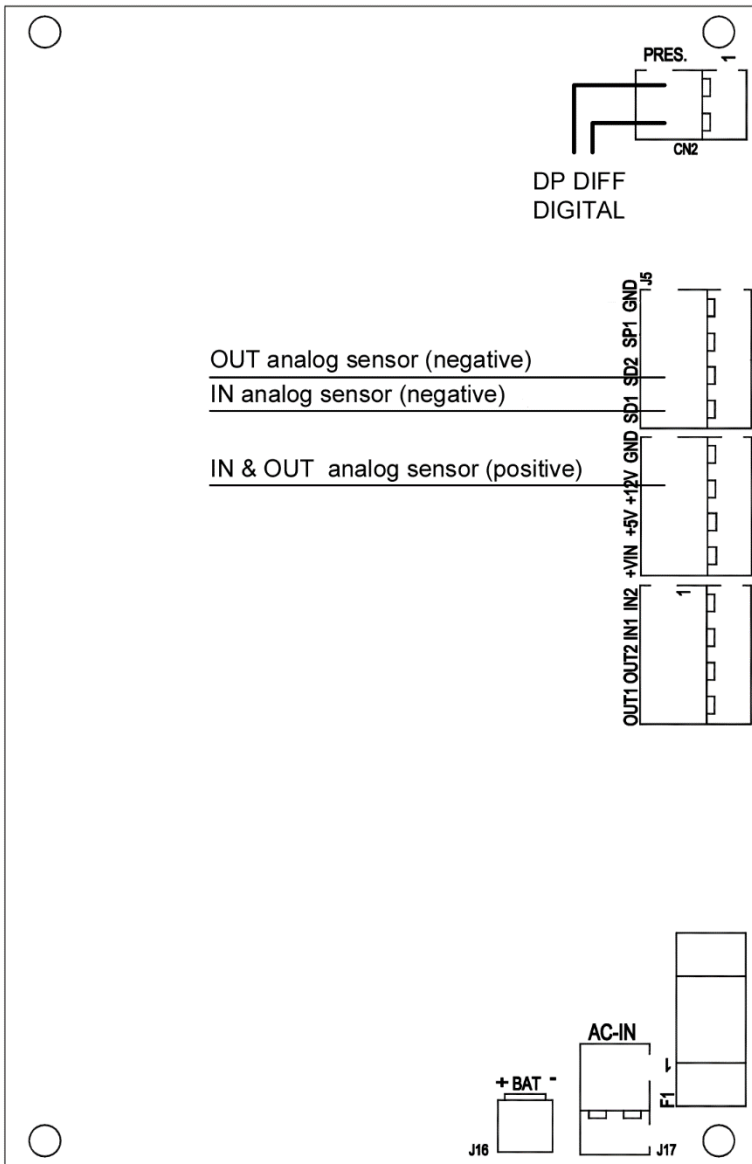 PRES. 1
CN2
DP DIFF
DIGITAL
J5
SD1 SD2 SP1 GND
OUT analog sensor (negative)
IN analog sensor (negative)
IN & OUT analog sensor (positive)
+VIN +5V +12V GND
1
OUT1 OUT2 IN1 IN2
AC-IN
1
F1
+ BAT -
J16
J17